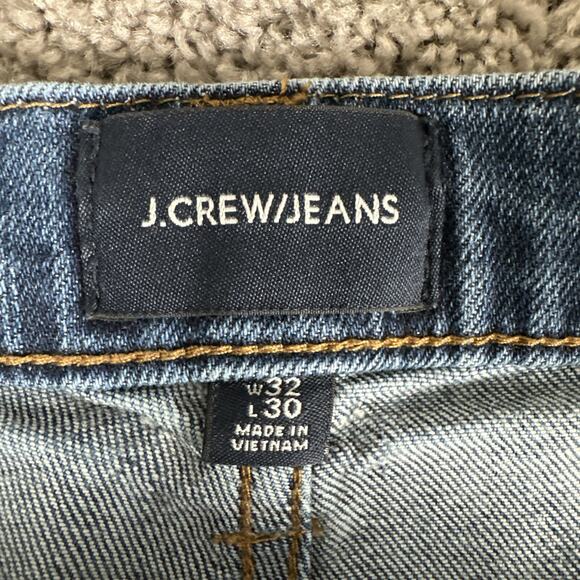 J.CREW/JEANS
W32
L30
MADE IN
VIETNAM